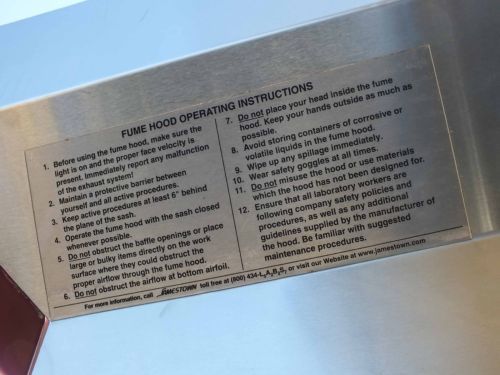 FUME HOOD OPERATING INSTRUCTIONS
1. Before using the fume hood, make sure the
light is on and the proper face velocity is
present. Immediately report any malfunction
of the exhaust system!
2. Maintain a protective barrier between
yourself and all active procedures.
3. Keep active procedures at least 6" behind
the plane of the sash.
4. Operate the fume hood with the sash closed
whenever possible.
5. Do not obstruct the baffle openings or place
large or bulky items directly on the work
surface where they could obstruct the
proper airflow through the fume hood.
6. Do not obstruct the airflow at bottom airfoil.
7. Do not place your head inside the fume
hood. Keep your hands outside as much as
possible.
8. Avoid storing containers of corrosive or
volatile liquids in the fume hood.
9. Wipe up any spillage immediately.
10. Wear safety goggles at all times.
11. Do not misuse the hood or use materials
which the hood has not been designed for.
12. Ensure that all laboratory workers are
following company safety policies and
procedures, as well as any additional
guidelines supplied by the manufacturer of
the hood. Be familiar with suggested
maintenance procedures.
For more information, call JAMESTOWN toll free at (800) 434-LABS, or visit our Website at www.jamestown.com